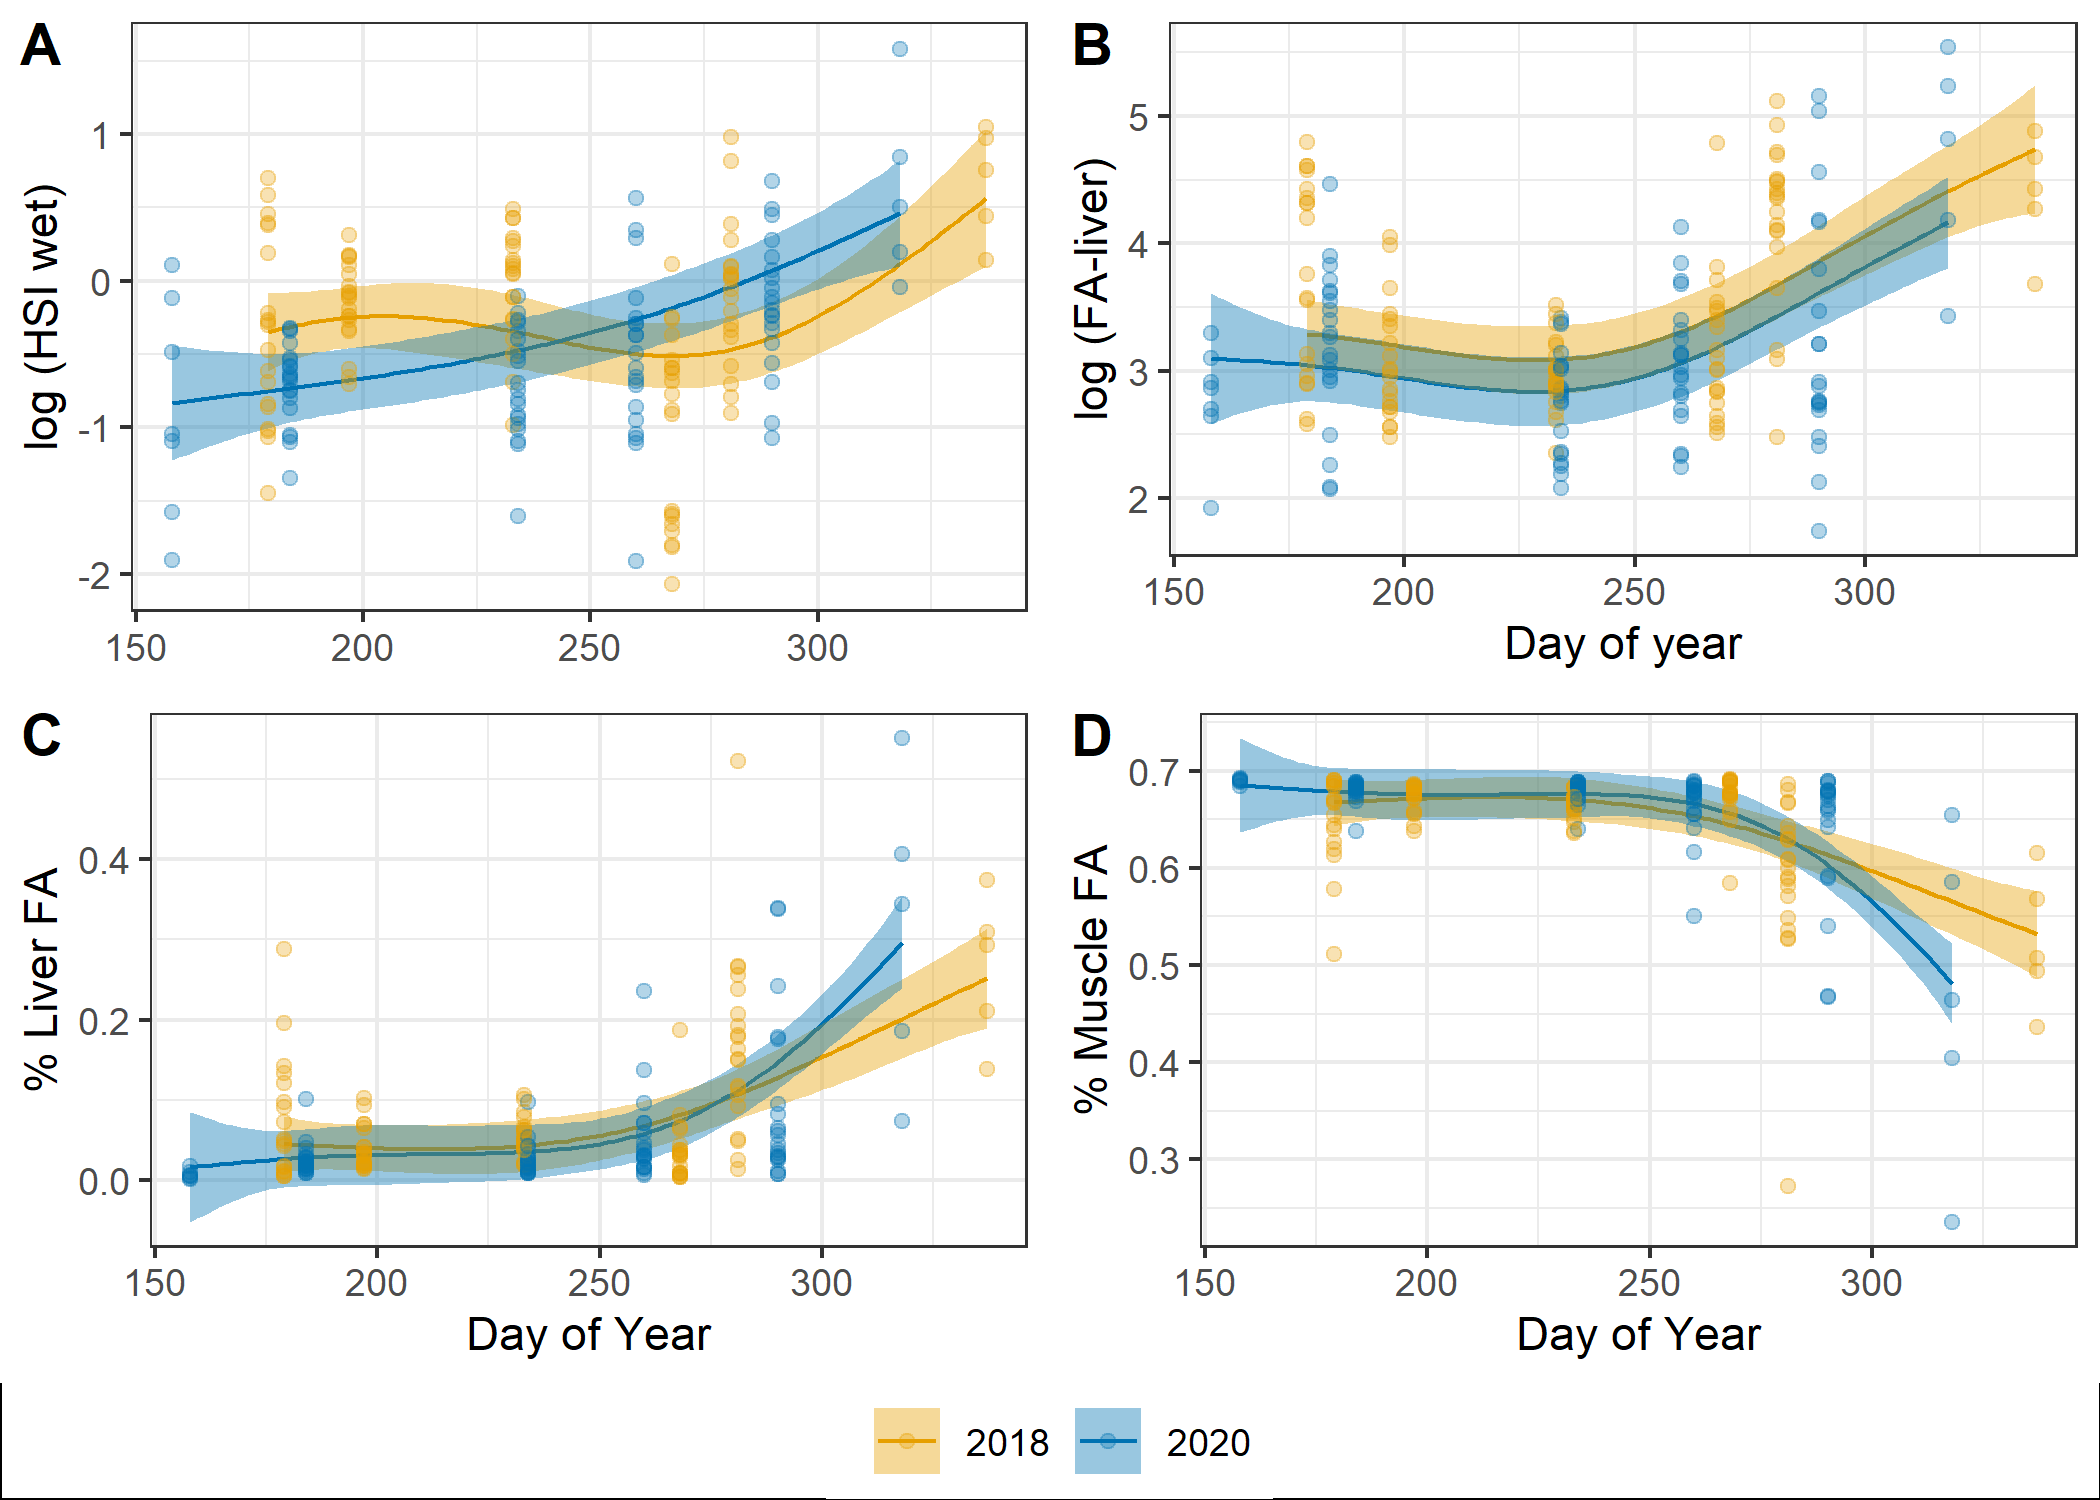 A
log (HSI wet)
1
0
-1
-2
150 200 250 300
B
log (FA-liver)
5
4
3
2
150 200 250 300
Day of year
C
% Liver FA
0.4
0.2
0.0
150 200 250 300
Day of Year
D
% Muscle FA
0.7
0.6
0.5
0.4
0.3
150 200 250 300
Day of Year
2018 2020